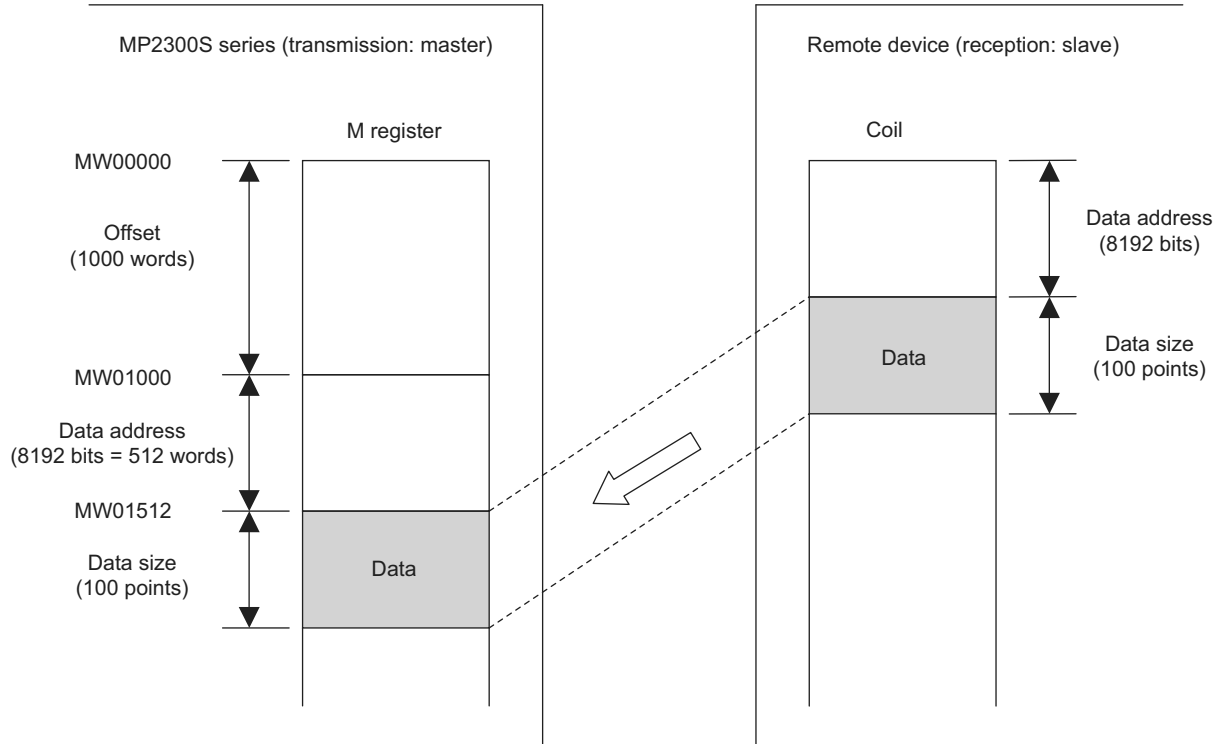 MP2300S series (transmission: master)
M register
MW00000
Offset
(1000 words)
MW01000
Data address
(8192 bits = 512 words)
MW01512
Data size
(100 points)
Data
Remote device (reception: slave)
Coil
Data address
(8192 bits)
Data
Data size
(100 points)